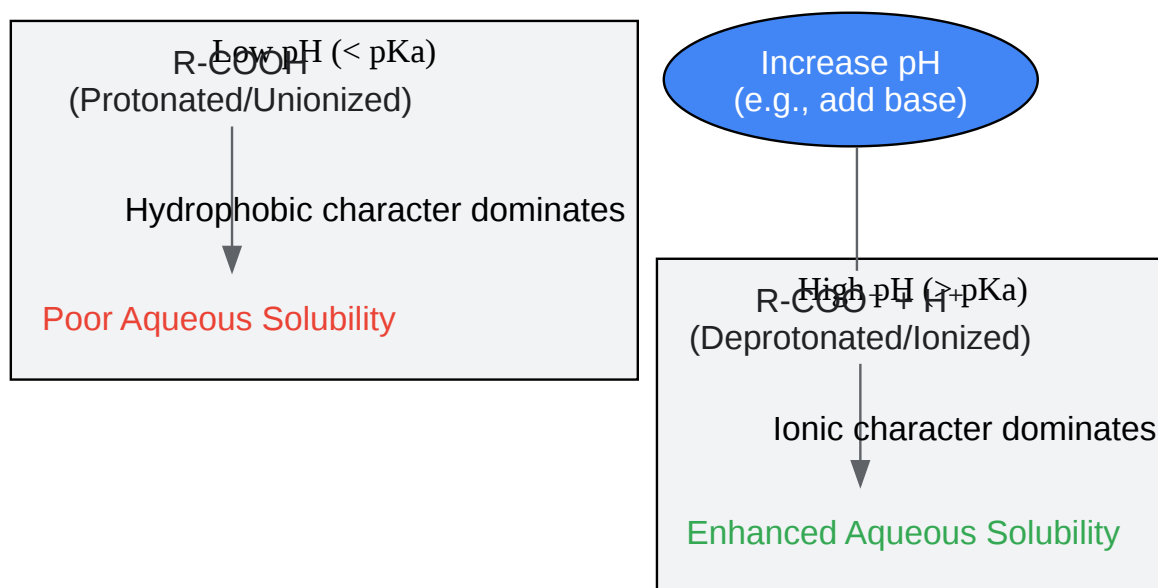 Low pH (< pKa)
R-COOH
(Protonated/Unionized)
Hydrophobic character dominates
Poor Aqueous Solubility
Increase pH
(e.g., add base)
High pH (> pKa)
R-COO⁻ + H⁺
(Deprotonated/Ionized)
Ionic character dominates
Enhanced Aqueous Solubility